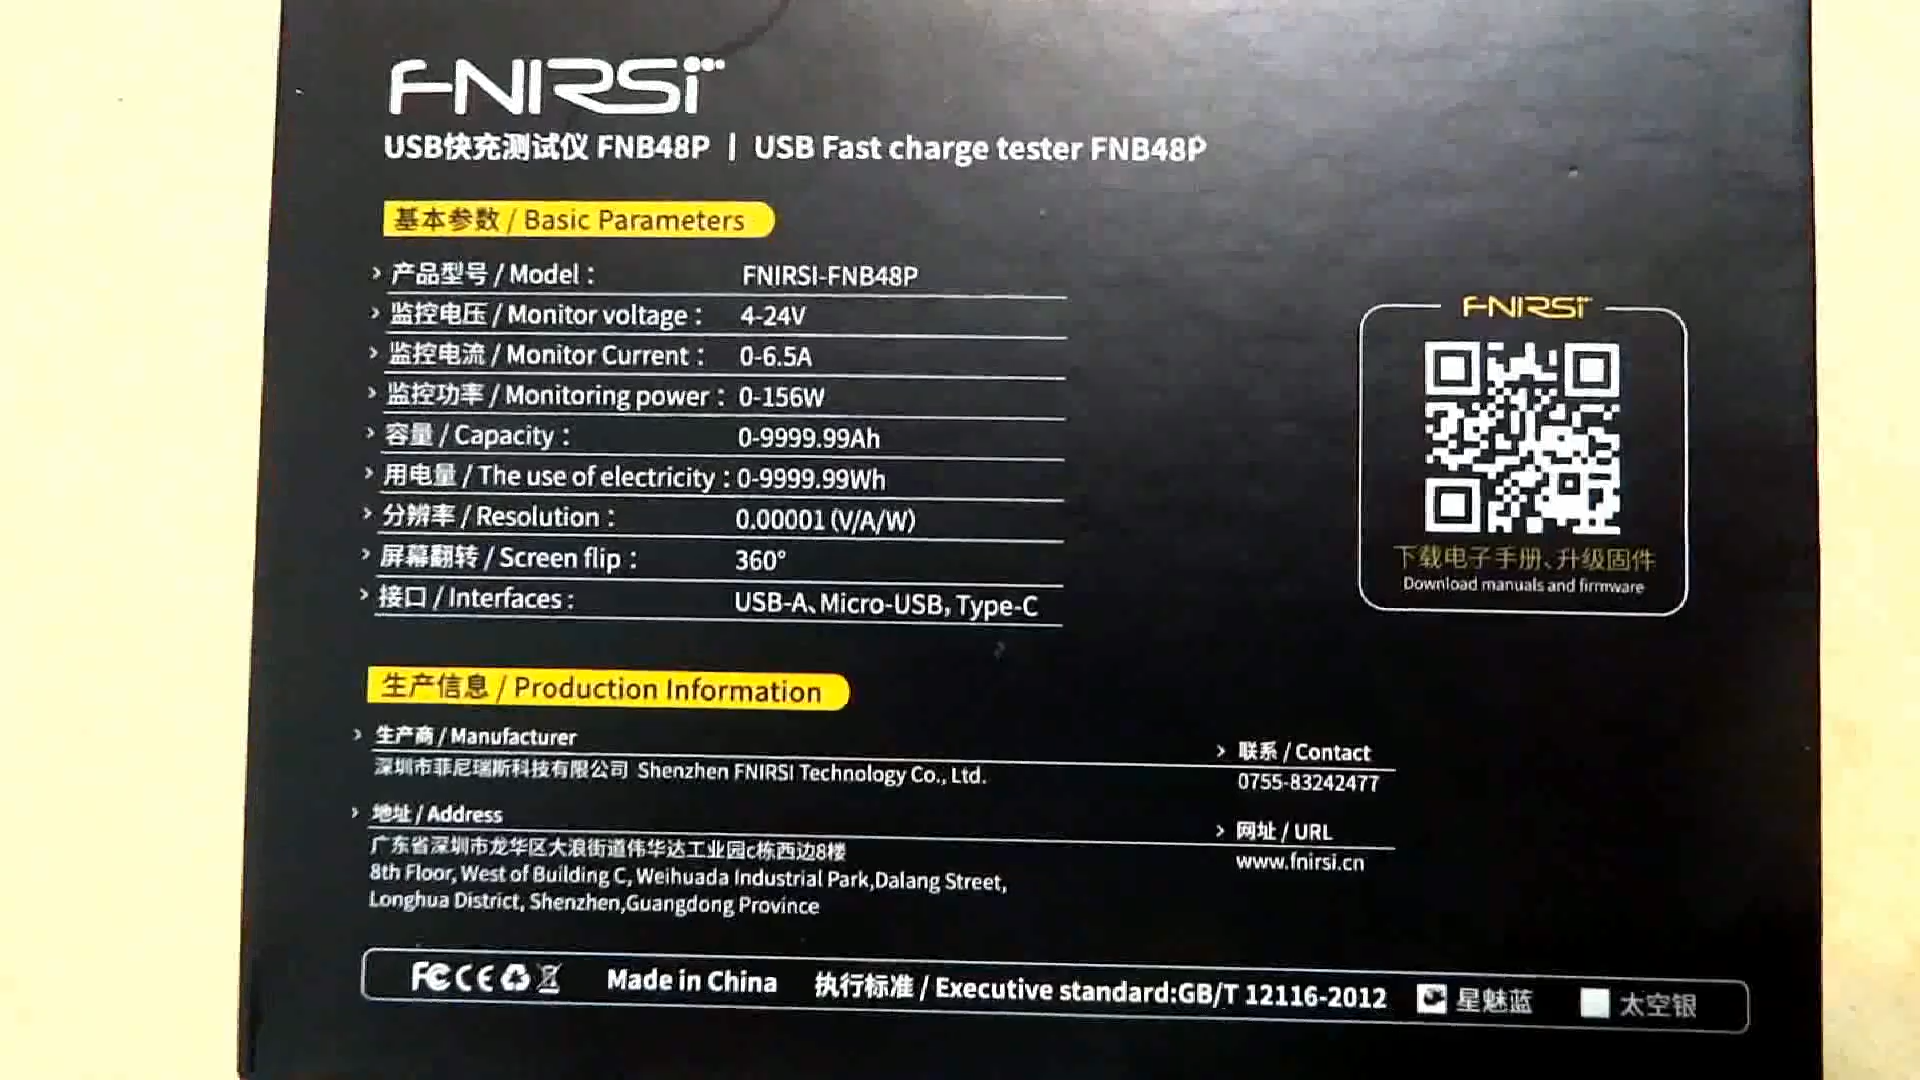 FNIRSI
USB快充测试仪 FNB48P | USB Fast charge tester FNB48P
基本参数 / Basic Parameters
产品型号 / Model : FNIRSI-FNB48P
监控电压 / Monitor voltage : 4-24V
监控电流 / Monitor Current : 0-6.5A
监控功率 / Monitoring power : 0-156W
容量 / Capacity : 0-9999.99Ah
用电量 / The use of electricity : 0-9999.99Wh
分辨率 / Resolution : 0.00001 (V/A/W)
屏幕翻转 / Screen flip : 360°
接口 / Interfaces : USB-A、Micro-USB, Type-C
FNIRSI
下载电子手册、升级固件
Download manuals and firmware
生产信息 / Production Information
生产商 / Manufacturer
深圳市菲尼瑞斯科技有限公司 Shenzhen FNIRSI Technology Co., Ltd.
联系 / Contact
0755-83242477
地址 / Address
广东省深圳市龙华区大浪街道伟华达工业园c栋西边8楼
8th Floor, West of Building C, Weihuada Industrial Park,Dalang Street,
Longhua District, Shenzhen,Guangdong Province
网址 / URL
www.fnirsi.cn
FC CE Made in China 执行标准 / Executive standard:GB/T 12116-2012 星魅蓝 太空银